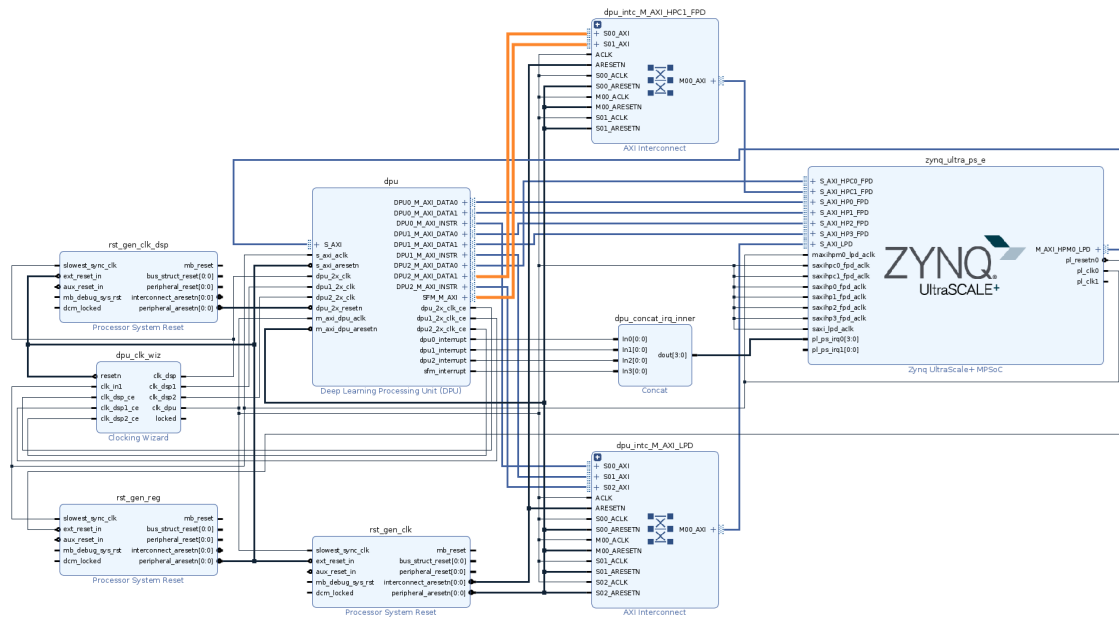 dpu_intc_M_AXI_HPC1_FPD
S00_AXI
S01_AXI
ACLK
ARESETN
S00_ACLK
S00_ARESETN
M00_ACLK
M00_ARESETN
S01_ACLK
S01_ARESETN
M00_AXI
AXI Interconnect
zynq_ultra_ps_e
S_AXI_HPC0_FPD
S_AXI_HPC1_FPD
S_AXI_HP0_FPD
S_AXI_HP1_FPD
S_AXI_HP2_FPD
S_AXI_HP3_FPD
S_AXI_LPD
maxihpm0_lpd_aclk
saxihpc0_fpd_aclk
saxihpc1_fpd_aclk
saxihp0_fpd_aclk
saxihp1_fpd_aclk
saxihp2_fpd_aclk
saxihp3_fpd_aclk
saxi_lpd_aclk
pl_ps_irq0[3:0]
pl_ps_irq1[0:0]
ZYNQ
UltraSCALE+
M_AXI_HPM0_LPD
pl_resetn0
pl_clk0
pl_clk1
Zynq UltraScale+ MPSoC
dpu
S_AXI
s_axi_aclk
s_axi_aresetn
dpu_2x_clk
dpu1_2x_clk
dpu2_2x_clk
dpu_2x_resetn
m_axi_dpu_aclk
m_axi_dpu_aresetn
DPU0_M_AXI_DATA0
DPU0_M_AXI_DATA1
DPU0_M_AXI_INSTR
DPU1_M_AXI_DATA0
DPU1_M_AXI_DATA1
DPU1_M_AXI_INSTR
DPU2_M_AXI_DATA0
DPU2_M_AXI_DATA1
DPU2_M_AXI_INSTR
SFM_M_AXI
dpu_2x_clk_ce
dpu1_2x_clk_ce
dpu2_2x_clk_ce
dpu0_interrupt
dpu1_interrupt
dpu2_interrupt
sfm_interrupt
Deep Learning Processing Unit (DPU)
rst_gen_clk_dsp
slowest_sync_clk
ext_reset_in
aux_reset_in
mb_debug_sys_rst
dcm_locked
mb_reset
bus_struct_reset[0:0]
peripheral_reset[0:0]
interconnect_aresetn[0:0]
peripheral_aresetn[0:0]
Processor System Reset
dpu_concat_irq_inner
In0[0:0]
In1[0:0]
In2[0:0]
In3[0:0]
dout[3:0]
Concat
dpu_clk_wiz
resetn
clk_in1
clk_dsp_ce
clk_dsp1_ce
clk_dsp2_ce
clk_dsp
clk_dsp1
clk_dsp2
clk_dpu
locked
Clocking Wizard
dpu_intc_M_AXI_LPD
S00_AXI
S01_AXI
S02_AXI
ACLK
ARESETN
S00_ACLK
S00_ARESETN
M00_ACLK
M00_ARESETN
S01_ACLK
S01_ARESETN
S02_ACLK
S02_ARESETN
M00_AXI
AXI Interconnect
rst_gen_reg
slowest_sync_clk
ext_reset_in
aux_reset_in
mb_debug_sys_rst
dcm_locked
mb_reset
bus_struct_reset[0:0]
peripheral_reset[0:0]
interconnect_aresetn[0:0]
peripheral_aresetn[0:0]
Processor System Reset
rst_gen_clk
slowest_sync_clk
ext_reset_in
aux_reset_in
mb_debug_sys_rst
dcm_locked
mb_reset
bus_struct_reset[0:0]
peripheral_reset[0:0]
interconnect_aresetn[0:0]
peripheral_aresetn[0:0]
Processor System Reset